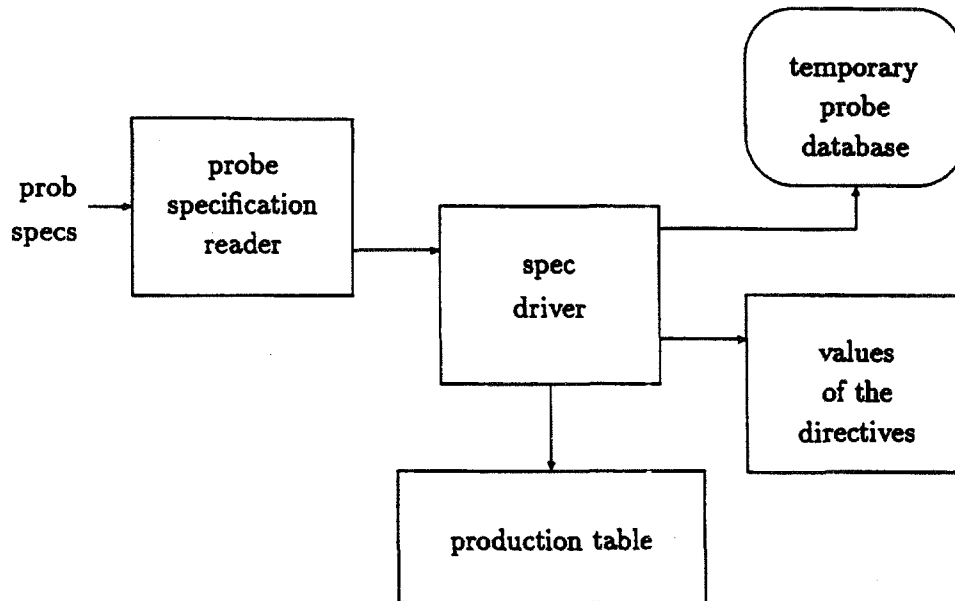 temporary
probe
database
prob
specs
probe
specification
reader
spec
driver
values
of the
directives
production table